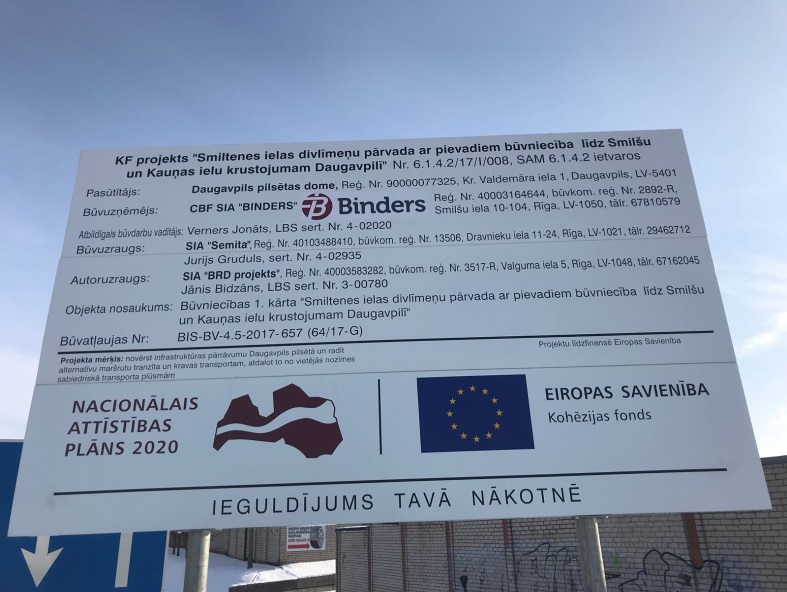 KF projekts "Smiltenes ielas divlīmeņu pārvada ar pievadiem būvniecība līdz Smilšu
un Kauņas ielu krustojumam Daugavpilī" Nr. 6.1.4.2/17/I/008, SAM 6.1.4.2 ietvaros
Pasūtītājs: Daugavpils pilsētas dome, Reģ. Nr. 90000077325, Kr. Valdemāra iela 1, Daugavpils, LV-5401
Būvuzņēmējs: CBF SIA "BINDERS" B Binders Reģ. Nr. 40003164644, būvkom. reģ. Nr. 2892-R,
Smilšu iela 10-104, Rīga, LV-1050, tālr. 67810579
Atbildīgais būvdarbu vadītājs: Verners Jonāts, LBS sert. Nr. 4-02020
Būvuzraugs: SIA "Semita", Reģ. Nr. 40103488410, būvkom. reģ. Nr. 13506, Dravnieku iela 11-24, Rīga, LV-1021, tālr. 29462712
Jurijs Gruduls, sert. Nr. 4-02935
Autoruzraugs: SIA "BRD projekts", Reģ. Nr. 40003583282, būvkom. reģ. Nr. 3517-R, Valguma iela 5, Rīga, LV-1048, tālr. 67162045
Jānis Bidzāns, LBS sert. Nr. 3-00780
Objekta nosaukums: Būvniecības 1. kārta "Smiltenes ielas divlīmeņu pārvada ar pievadiem būvniecība līdz Smilšu
un Kauņas ielu krustojumam Daugavpilī"
Būvatļaujas Nr: BIS-BV-4.5-2017-657 (64/17-G)
Projekta mērķis: novērst infrastruktūras pārrāvumu Daugavpils pilsētā un radīt
alternatīvu maršrutu tranzīta un kravas transportam, atdalot to no vietējās nozīmes
sabiedriskā transporta plūsmām
Projektu līdzfinansē Eiropas Savienība
NACIONĀLAIS
ATTĪSTĪBAS
PLĀNS 2020
EIROPAS SAVIENĪBA
Kohēzijas fonds
IEGULDĪJUMS TAVĀ NĀKOTNĒ